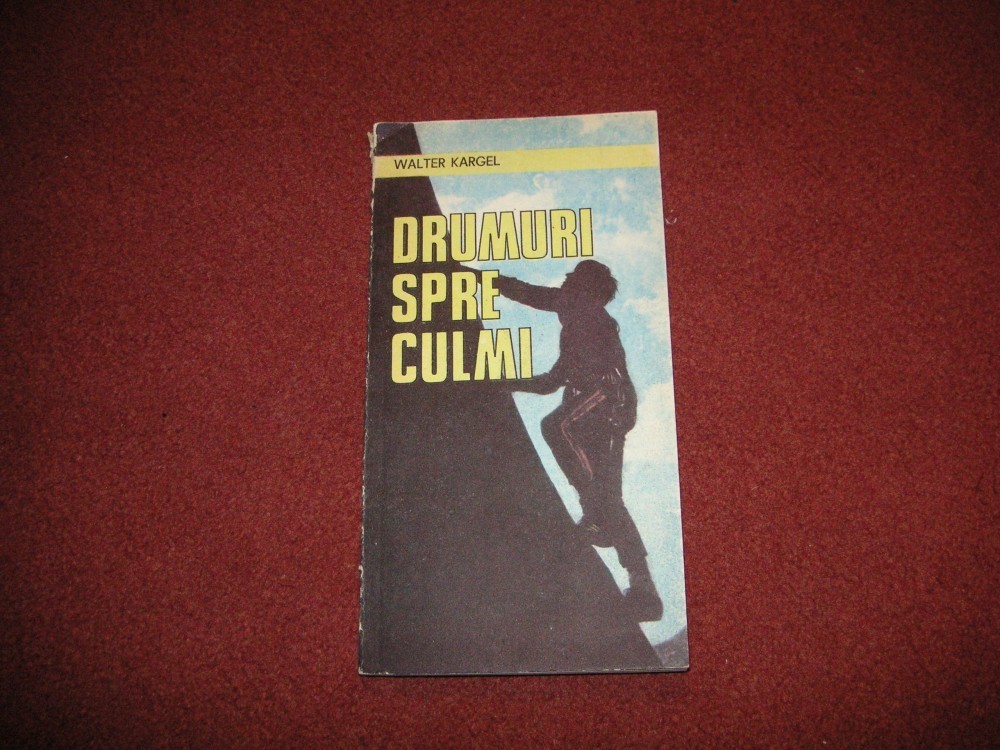 WALTER KARGEL
DRUMURI
SPRE
CULMI